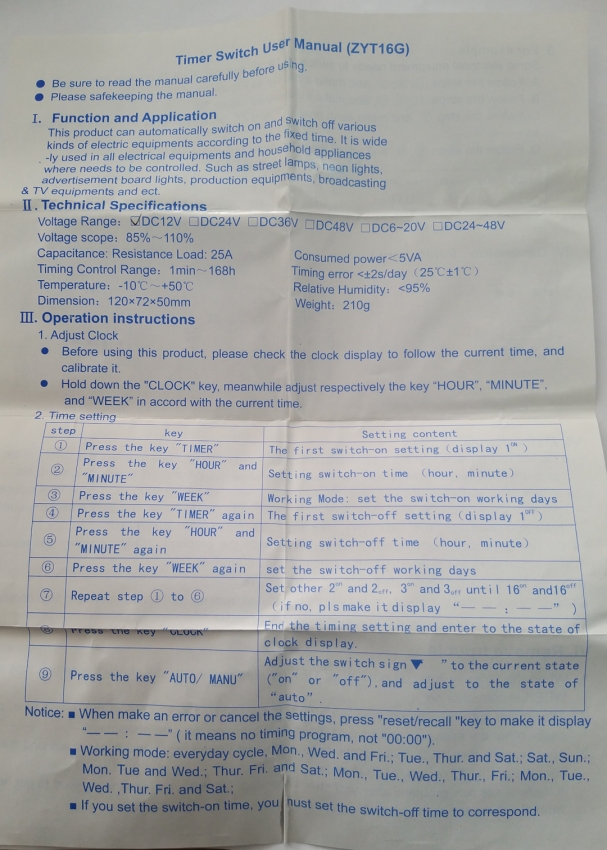 Timer Switch User Manual (ZYT16G)
● Be sure to read the manual carefully before using.
● Please safekeeping the manual.
I. Function and Application
This product can automatically switch on and switch off various
kinds of electric equipments according to the fixed time. It is wide
-ly used in all electrical equipments and household appliances
where needs to be controlled. Such as street lamps, neon lights,
advertisement board lights, production equipments, broadcasting
& TV equipments and ect.
II. Technical Specifications
Voltage Range: ☑DC12V □DC24V □DC36V □DC48V □DC6~20V □DC24~48V
Voltage scope: 85%~110%
Capacitance: Resistance Load: 25A
Consumed power<5VA
Timing Control Range: 1min~168h
Timing error <±2s/day (25℃±1℃)
Temperature: -10℃~+50℃
Relative Humidity: <95%
Dimension: 120×72×50mm
Weight: 210g
III. Operation instructions
1. Adjust Clock
● Before using this product, please check the clock display to follow the current time, and
calibrate it.
● Hold down the "CLOCK" key, meanwhile adjust respectively the key "HOUR", "MINUTE",
and "WEEK" in accord with the current time.
2. Time setting
step key Setting content
① Press the key "TIMER" The first switch-on setting (display 1ᴼᴺ)
② Press the key "HOUR" and
"MINUTE" Setting switch-on time (hour, minute)
③ Press the key "WEEK" Working Mode: set the switch-on working days
④ Press the key "TIMER" again The first switch-off setting (display 1ᴼᶠᶠ)
⑤ Press the key "HOUR" and
"MINUTE" again Setting switch-off time (hour, minute)
⑥ Press the key "WEEK" again set the switch-off working days
⑦ Repeat step ① to ⑥ Set other 2ᵒⁿ and 2off, 3ᵒⁿ and 3off until 16ᵒⁿ and16ᵒᶠᶠ
(if no, pls make it display "— — : — —" )
⑧ Press the key "CLOCK" End the timing setting and enter to the state of
clock display.
⑨ Press the key "AUTO/ MANU" Adjust the switch sign ▼ " to the current state
("on" or "off"), and adjust to the state of
"auto".
Notice: ■ When make an error or cancel the settings, press "reset/recall "key to make it display
"— — : — —" ( it means no timing program, not "00:00").
■ Working mode: everyday cycle, Mon., Wed. and Fri.; Tue., Thur. and Sat.; Sat., Sun.;
Mon. Tue and Wed.; Thur. Fri. and Sat.; Mon., Tue., Wed., Thur., Fri.; Mon., Tue.,
Wed. ,Thur. Fri. and Sat.;
■ If you set the switch-on time, you must set the switch-off time to correspond.